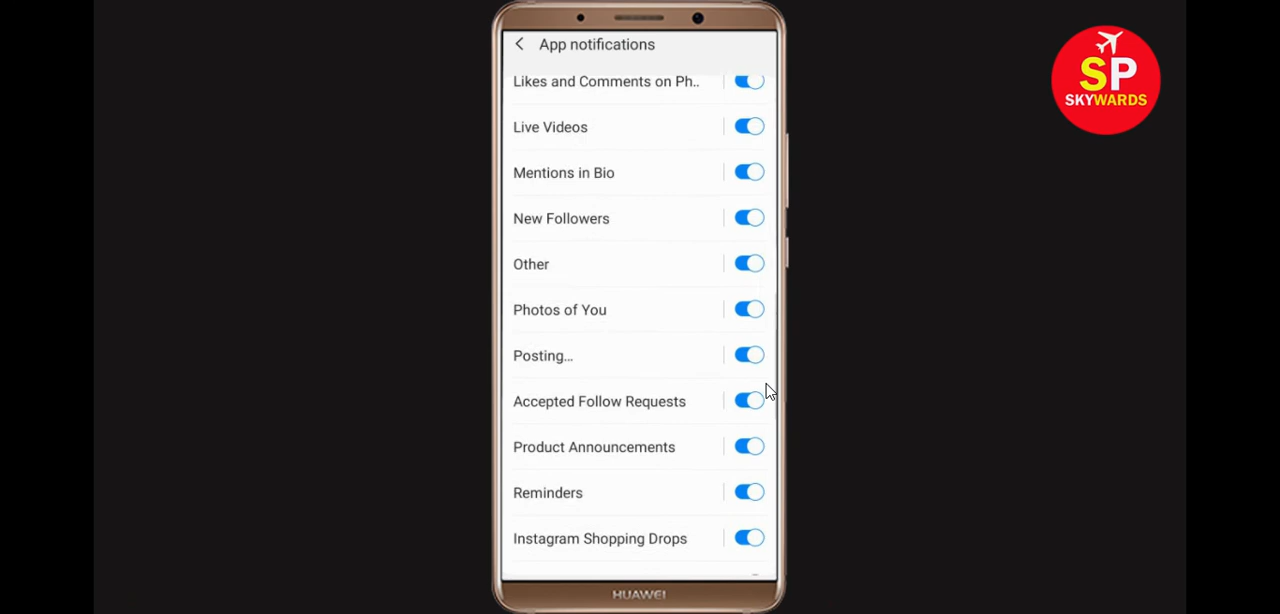 App notifications
Likes and Comments on Ph..
Live Videos
Mentions in Bio
New Followers
Other
Photos of You
Posting...
Accepted Follow Requests
Product Announcements
Reminders
Instagram Shopping Drops
HUAWEI
SP
SKYWARDS